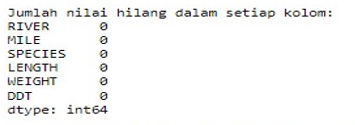 Jumlah nilai hilang dalam setiap kolom:
RIVER 0
MILE 0
SPECIES 0
LENGTH 0
WEIGHT 0
DDT 0
dtype: int64